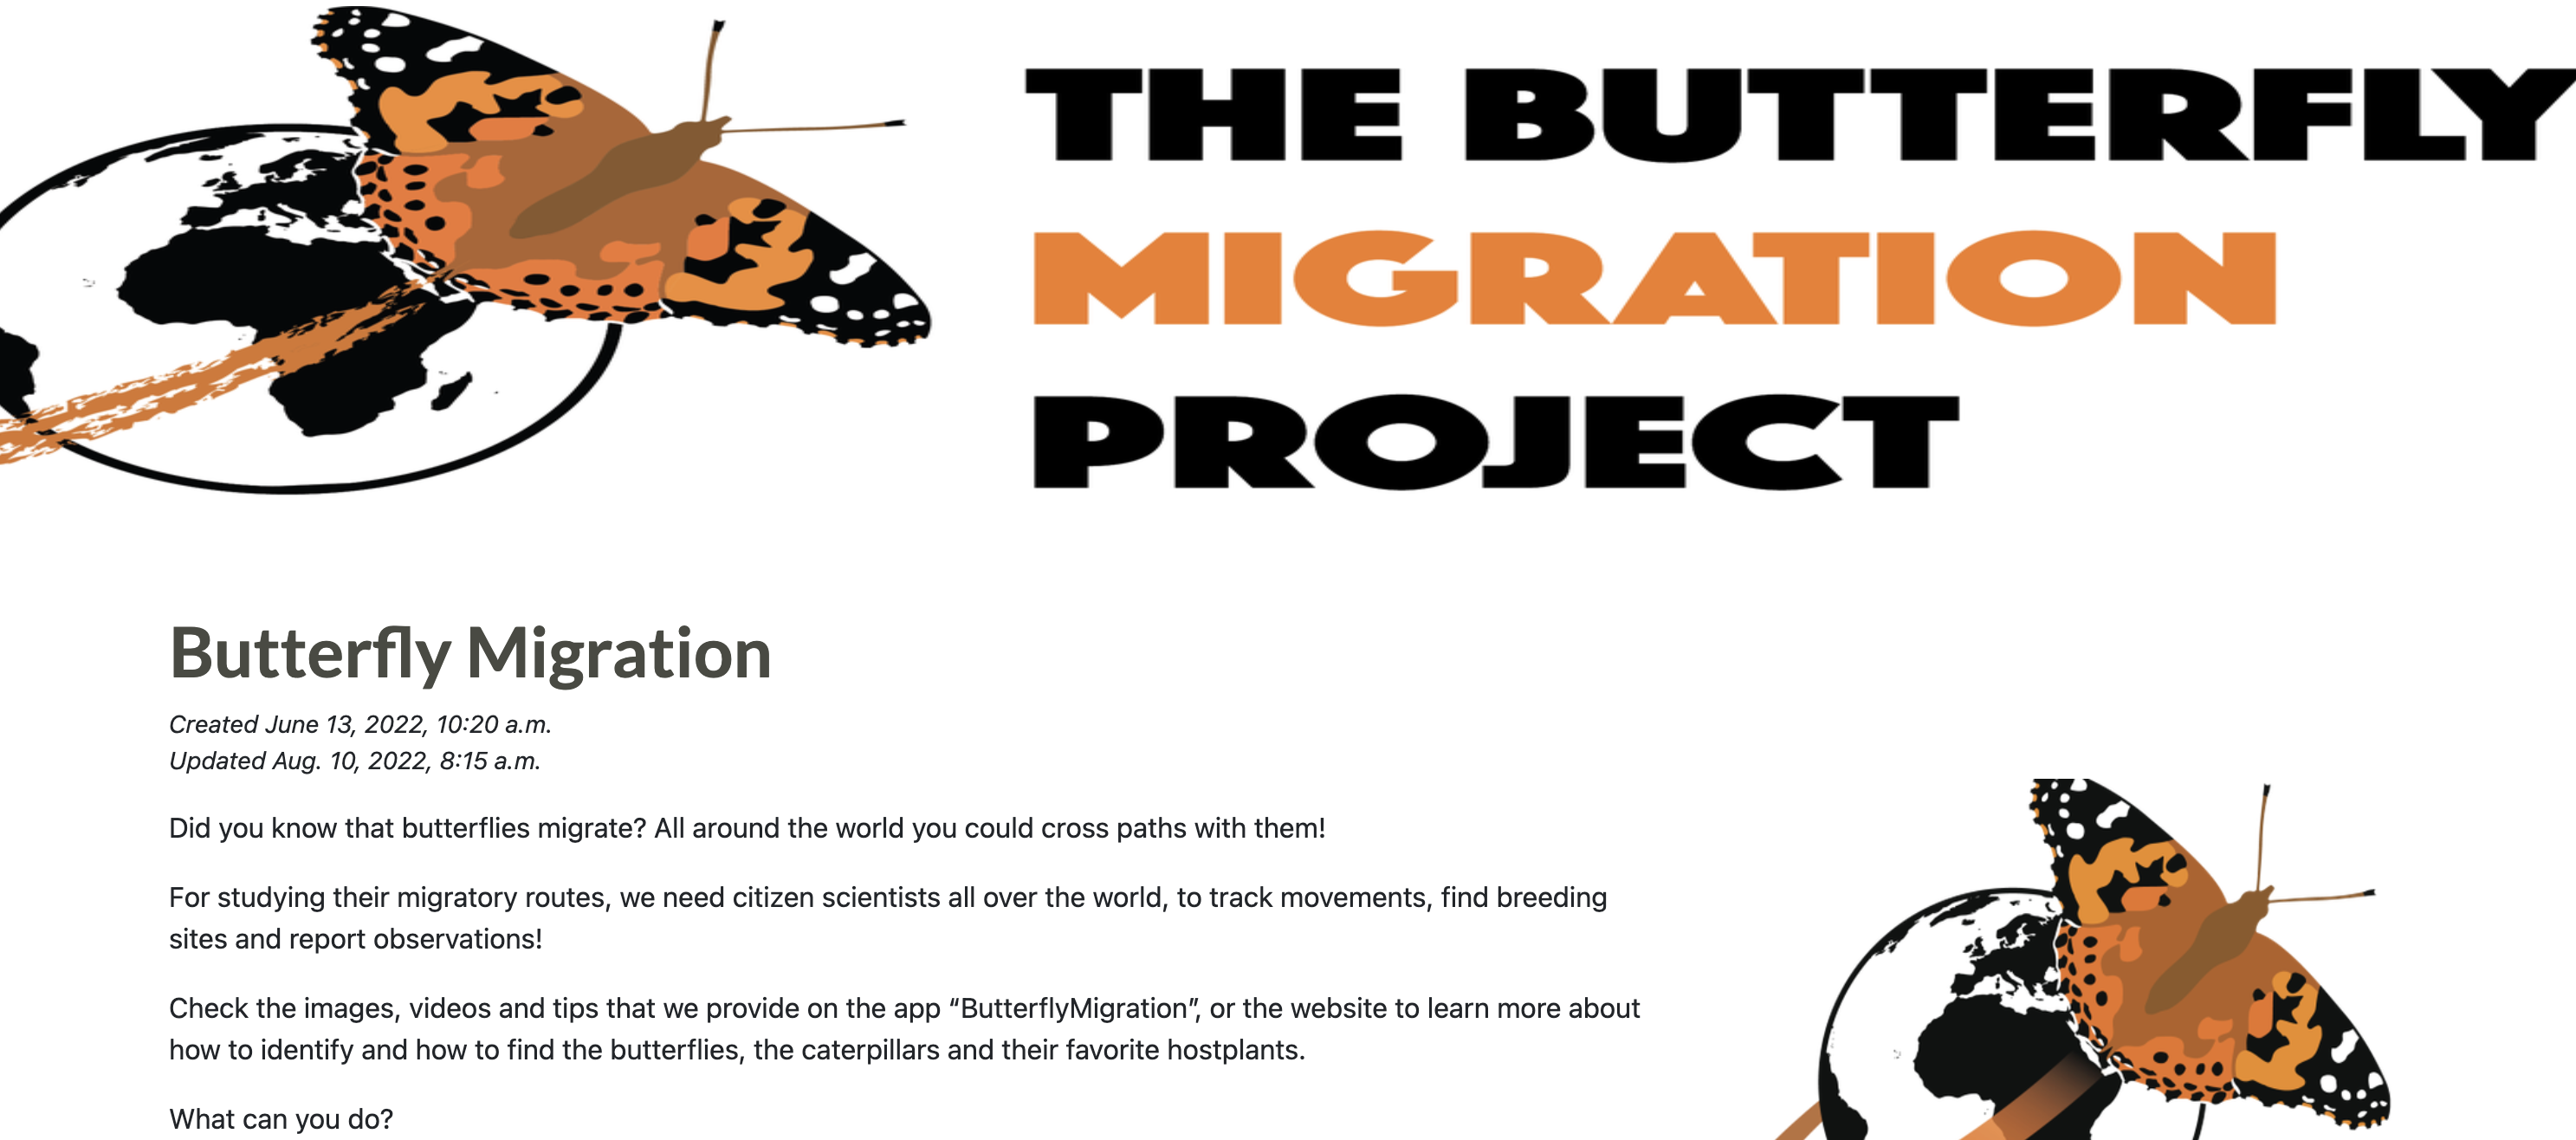 THE BUTTERFLY
MIGRATION
PROJECT
Butterfly Migration
Created June 13, 2022, 10:20 a.m.
Updated Aug. 10, 2022, 8:15 a.m.
Did you know that butterflies migrate? All around the world you could cross paths with them!
For studying their migratory routes, we need citizen scientists all over the world, to track movements, find breeding
sites and report observations!
Check the images, videos and tips that we provide on the app “ButterflyMigration”, or the website to learn more about
how to identify and how to find the butterflies, the caterpillars and their favorite hostplants.
What can you do?